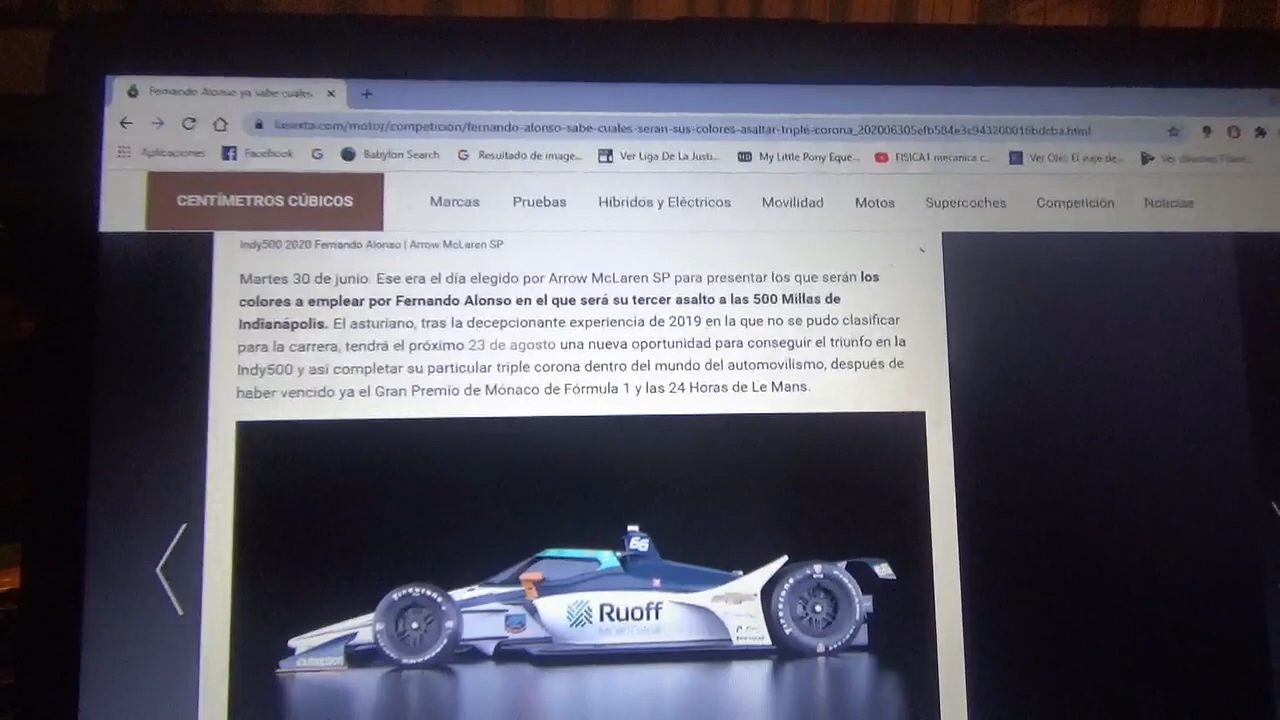 Fernando Alonso ya sabe cuales
lasexta.com/motor/competicion/fernando-alonso-sabe-cuales-seran-sus-colores-asaltar-triple-corona_202006305efb584e3c943200018bdcba.html
Aplicaciones Facebook Babylon Search Resultado de image... Ver Liga De La Justi... My Little Pony Eque... FISICA1 mecanica c... Ver Olé! El viaje de...
CENTÍMETROS CÚBICOS Marcas Pruebas Híbridos y Eléctricos Movilidad Motos Supercoches Competición Noticias
Indy500 2020 Fernando Alonso | Arrow McLaren SP
Martes 30 de junio. Ese era el día elegido por Arrow McLaren SP para presentar los que serán los
colores a emplear por Fernando Alonso en el que será su tercer asalto a las 500 Millas de
Indianápolis. El asturiano, tras la decepcionante experiencia de 2019 en la que no se pudo clasificar
para la carrera, tendrá el próximo 23 de agosto una nueva oportunidad para conseguir el triunfo en la
Indy500 y así completar su particular triple corona dentro del mundo del automovilismo, después de
haber vencido ya el Gran Premio de Mónaco de Fórmula 1 y las 24 Horas de Le Mans.
66
Firestone
Ruoff